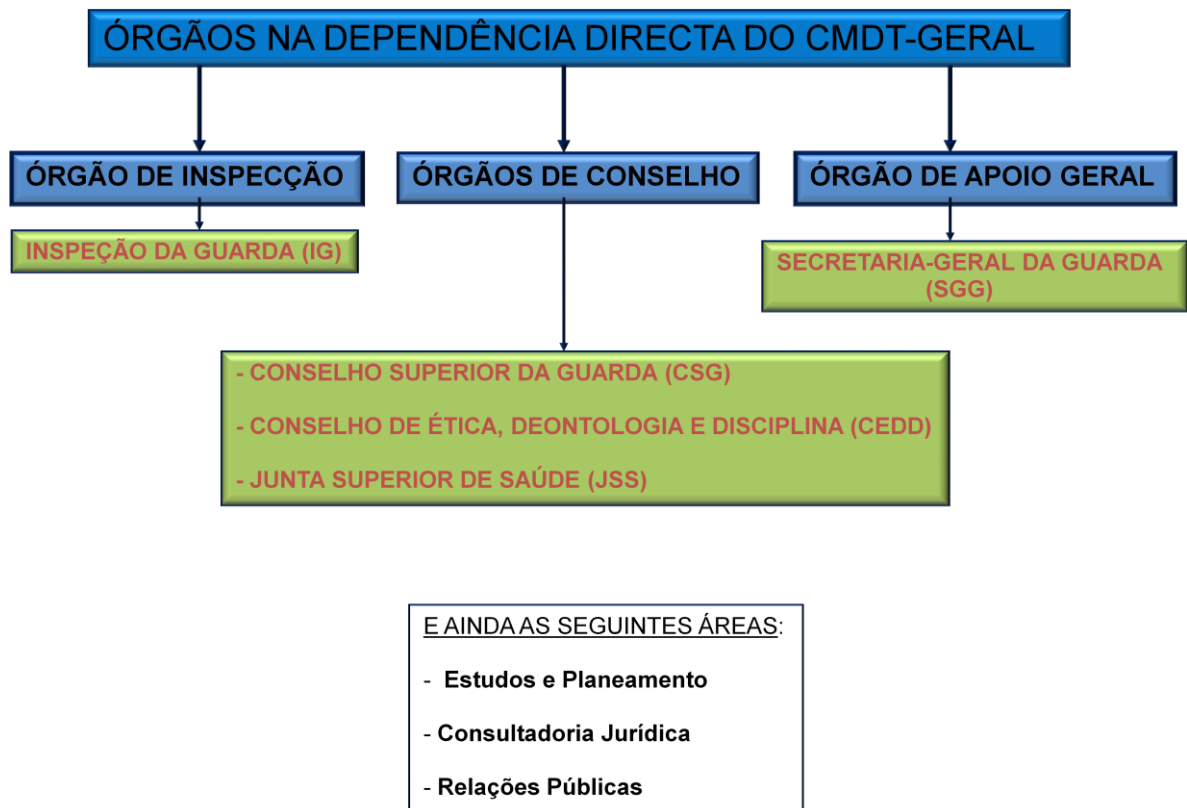 ÓRGÃOS NA DEPENDÊNCIA DIRECTA DO CMDT-GERAL
ÓRGÃO DE INSPECÇÃO
ÓRGÃOS DE CONSELHO
ÓRGÃO DE APOIO GERAL
INSPEÇÃO DA GUARDA (IG)
SECRETARIA-GERAL DA GUARDA
(SGG)
- CONSELHO SUPERIOR DA GUARDA (CSG)
- CONSELHO DE ÉTICA, DEONTOLOGIA E DISCIPLINA (CEDD)
- JUNTA SUPERIOR DE SAÚDE (JSS)
E AINDA AS SEGUINTES ÁREAS:
- Estudos e Planeamento
- Consultadoria Jurídica
- Relações Públicas